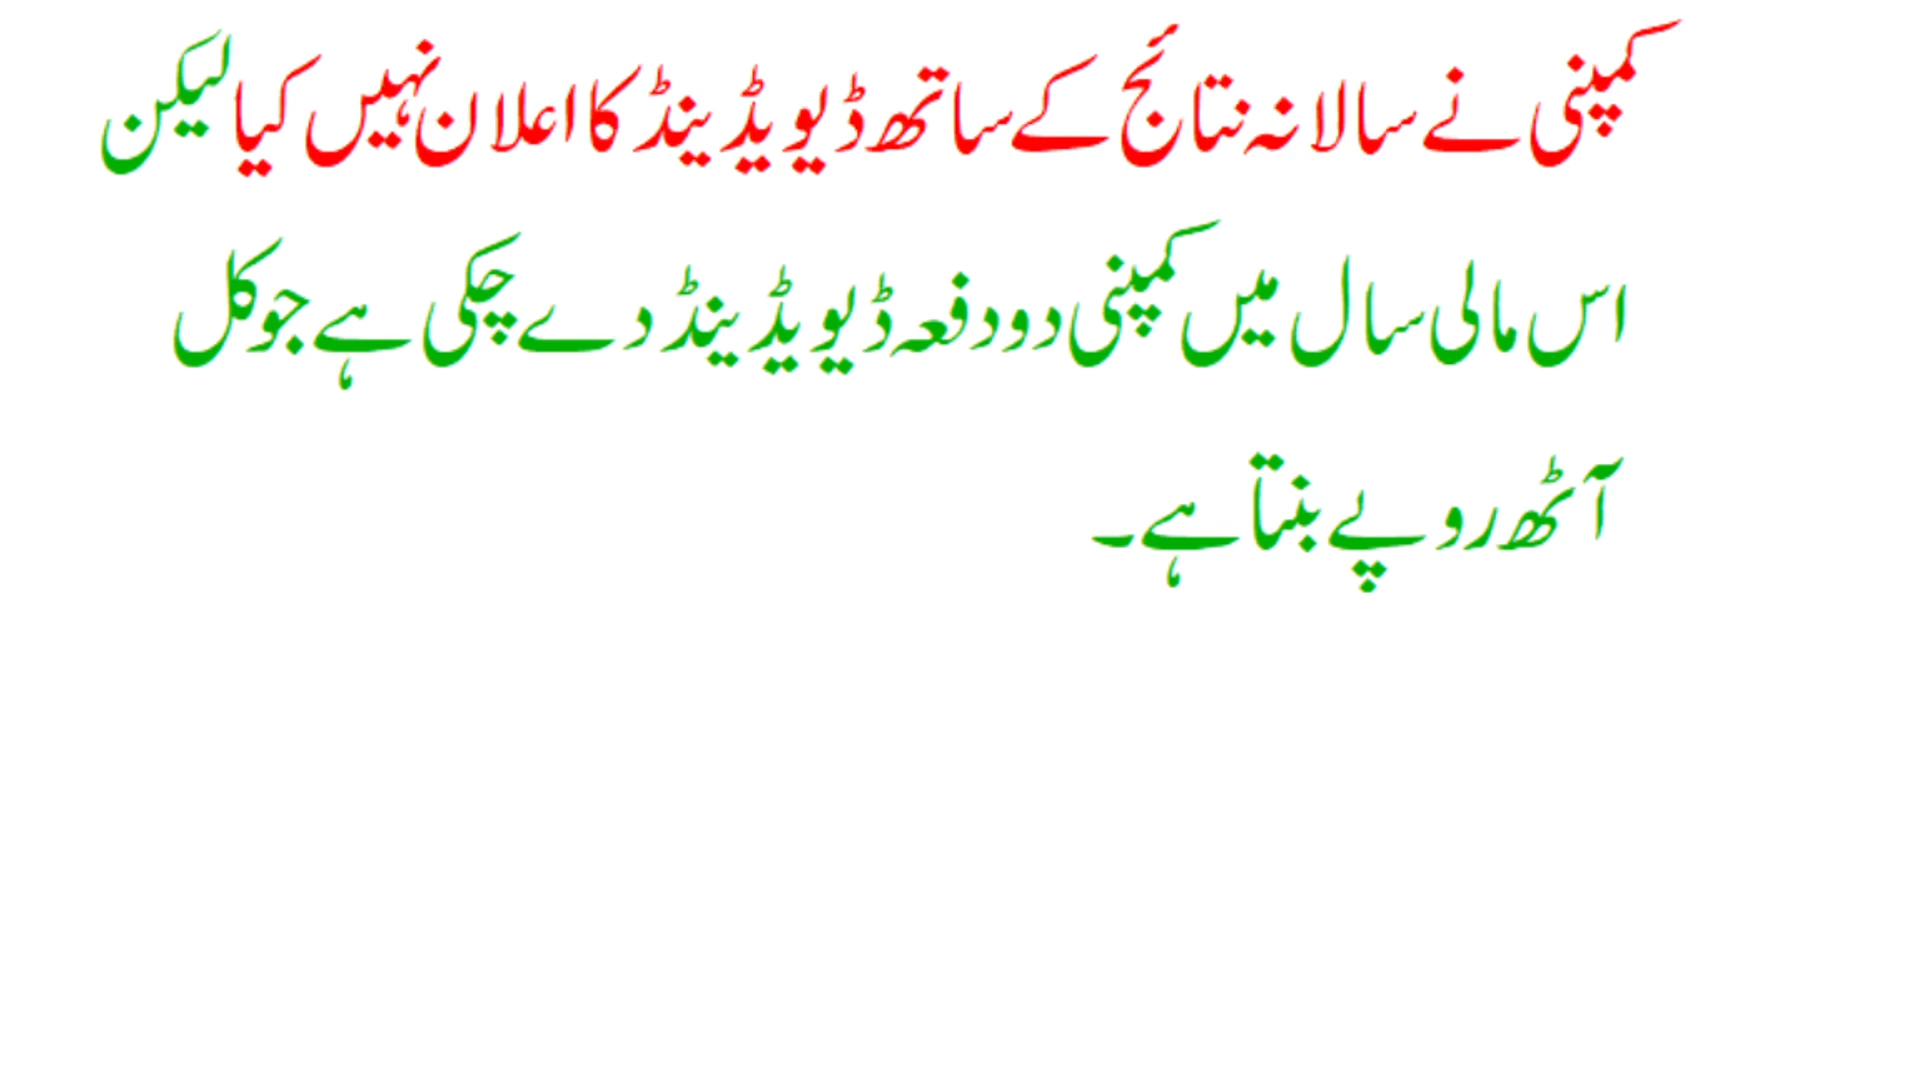 کمپنی نے سالانہ نتائج کے ساتھ ڈیویڈینڈ کا اعلان نہیں کیا لیکن
اس مالی سال میں کمپنی دو دفعہ ڈیویڈینڈ دے چکی ہے جو کل
آٹھ روپے بنتا ہے۔